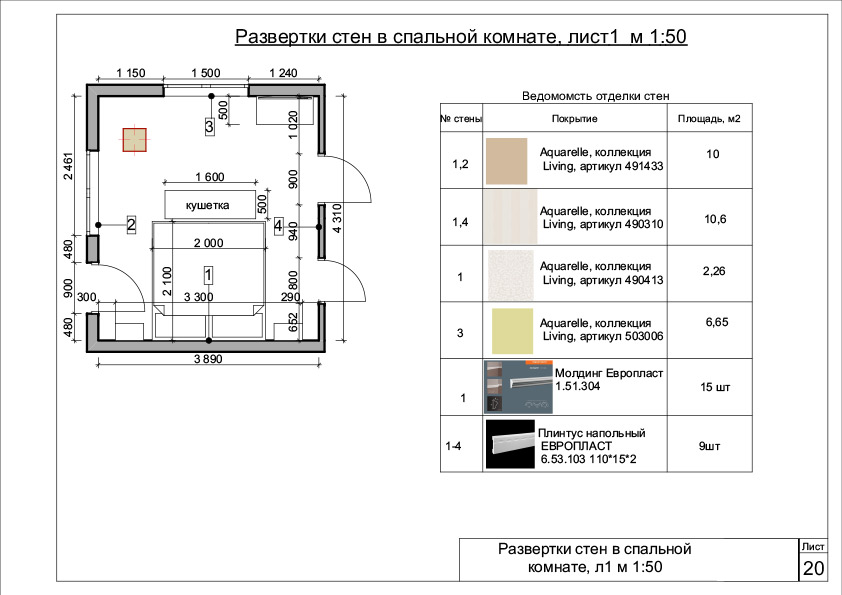 Развертки стен в спальной комнате, лист1 м 1:50
1 150
1 500
1 240
500
3
1 020
2 461
1 600
900
кушетка
500
4 310
2
4
940
2 000
480
1
2 100
800
900
300
3 300
290
480
652
3 890
Ведомомсть отделки стен
№ стены
Покрытие
Площадь, м2
1,2
Aquarelle, коллекция
Living, артикул 491433
10
1,4
Aquarelle, коллекция
Living, артикул 490310
10,6
1
Aquarelle, коллекция
Living, артикул 490413
2,26
3
Aquarelle, коллекция
Living, артикул 503006
6,65
1
Молдинг Европласт
1.51.304
15 шт
1-4
Плинтус напольный
ЕВРОПЛАСТ
6.53.103 110*15*2
9шт
Развертки стен в спальной
комнате, л1 м 1:50
Лист
20